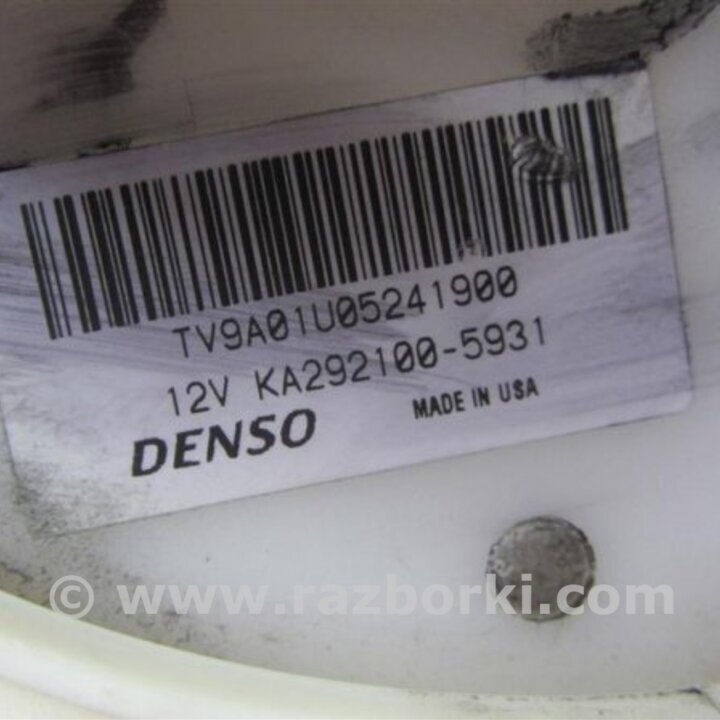 TV9A01U05241900
12V KA292100-5931
DENSO MADE IN USA
© www.razborki.com